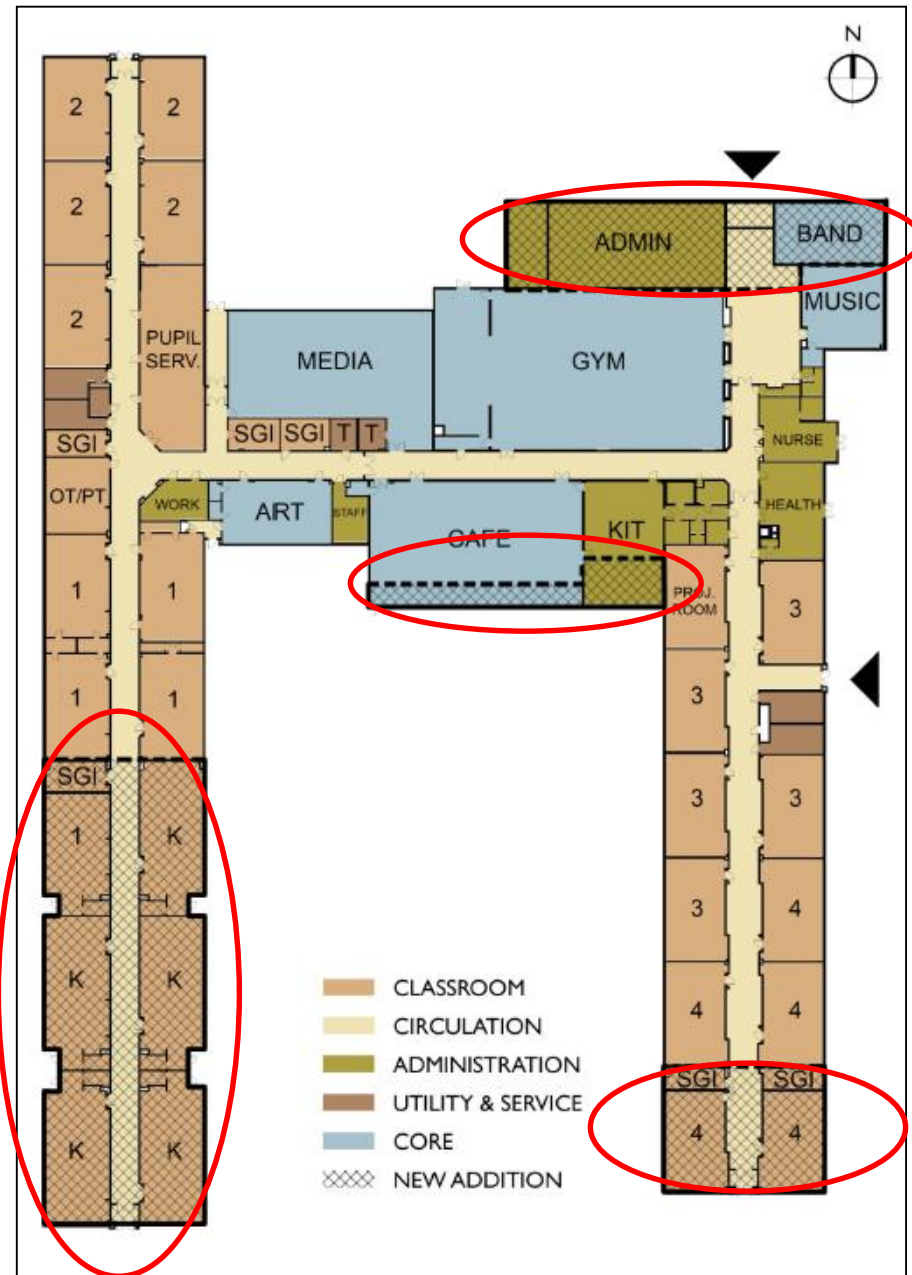 N
2 2
2 2
ADMIN BAND
2 PUPIL SERV. MEDIA GYM MUSIC
SGI SGI SGI T T NURSE
OT/PT WORK ART STAFF CAFE KIT HEALTH
1 1 PROJ. ROOM 3
1 1 3
SGI
1 K 3 3
K K 3 4
4 4
SGI SGI
K K 4 4
CLASSROOM
CIRCULATION
ADMINISTRATION
UTILITY & SERVICE
CORE
NEW ADDITION